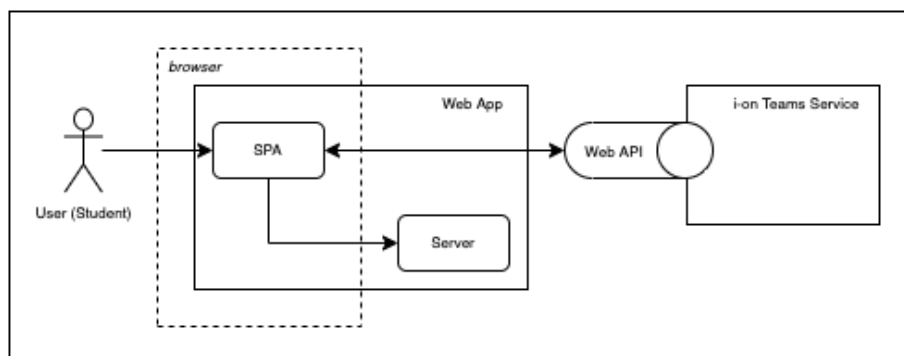 browser
Web App
i-on Teams Service
SPA
Web API
User (Student)
Server